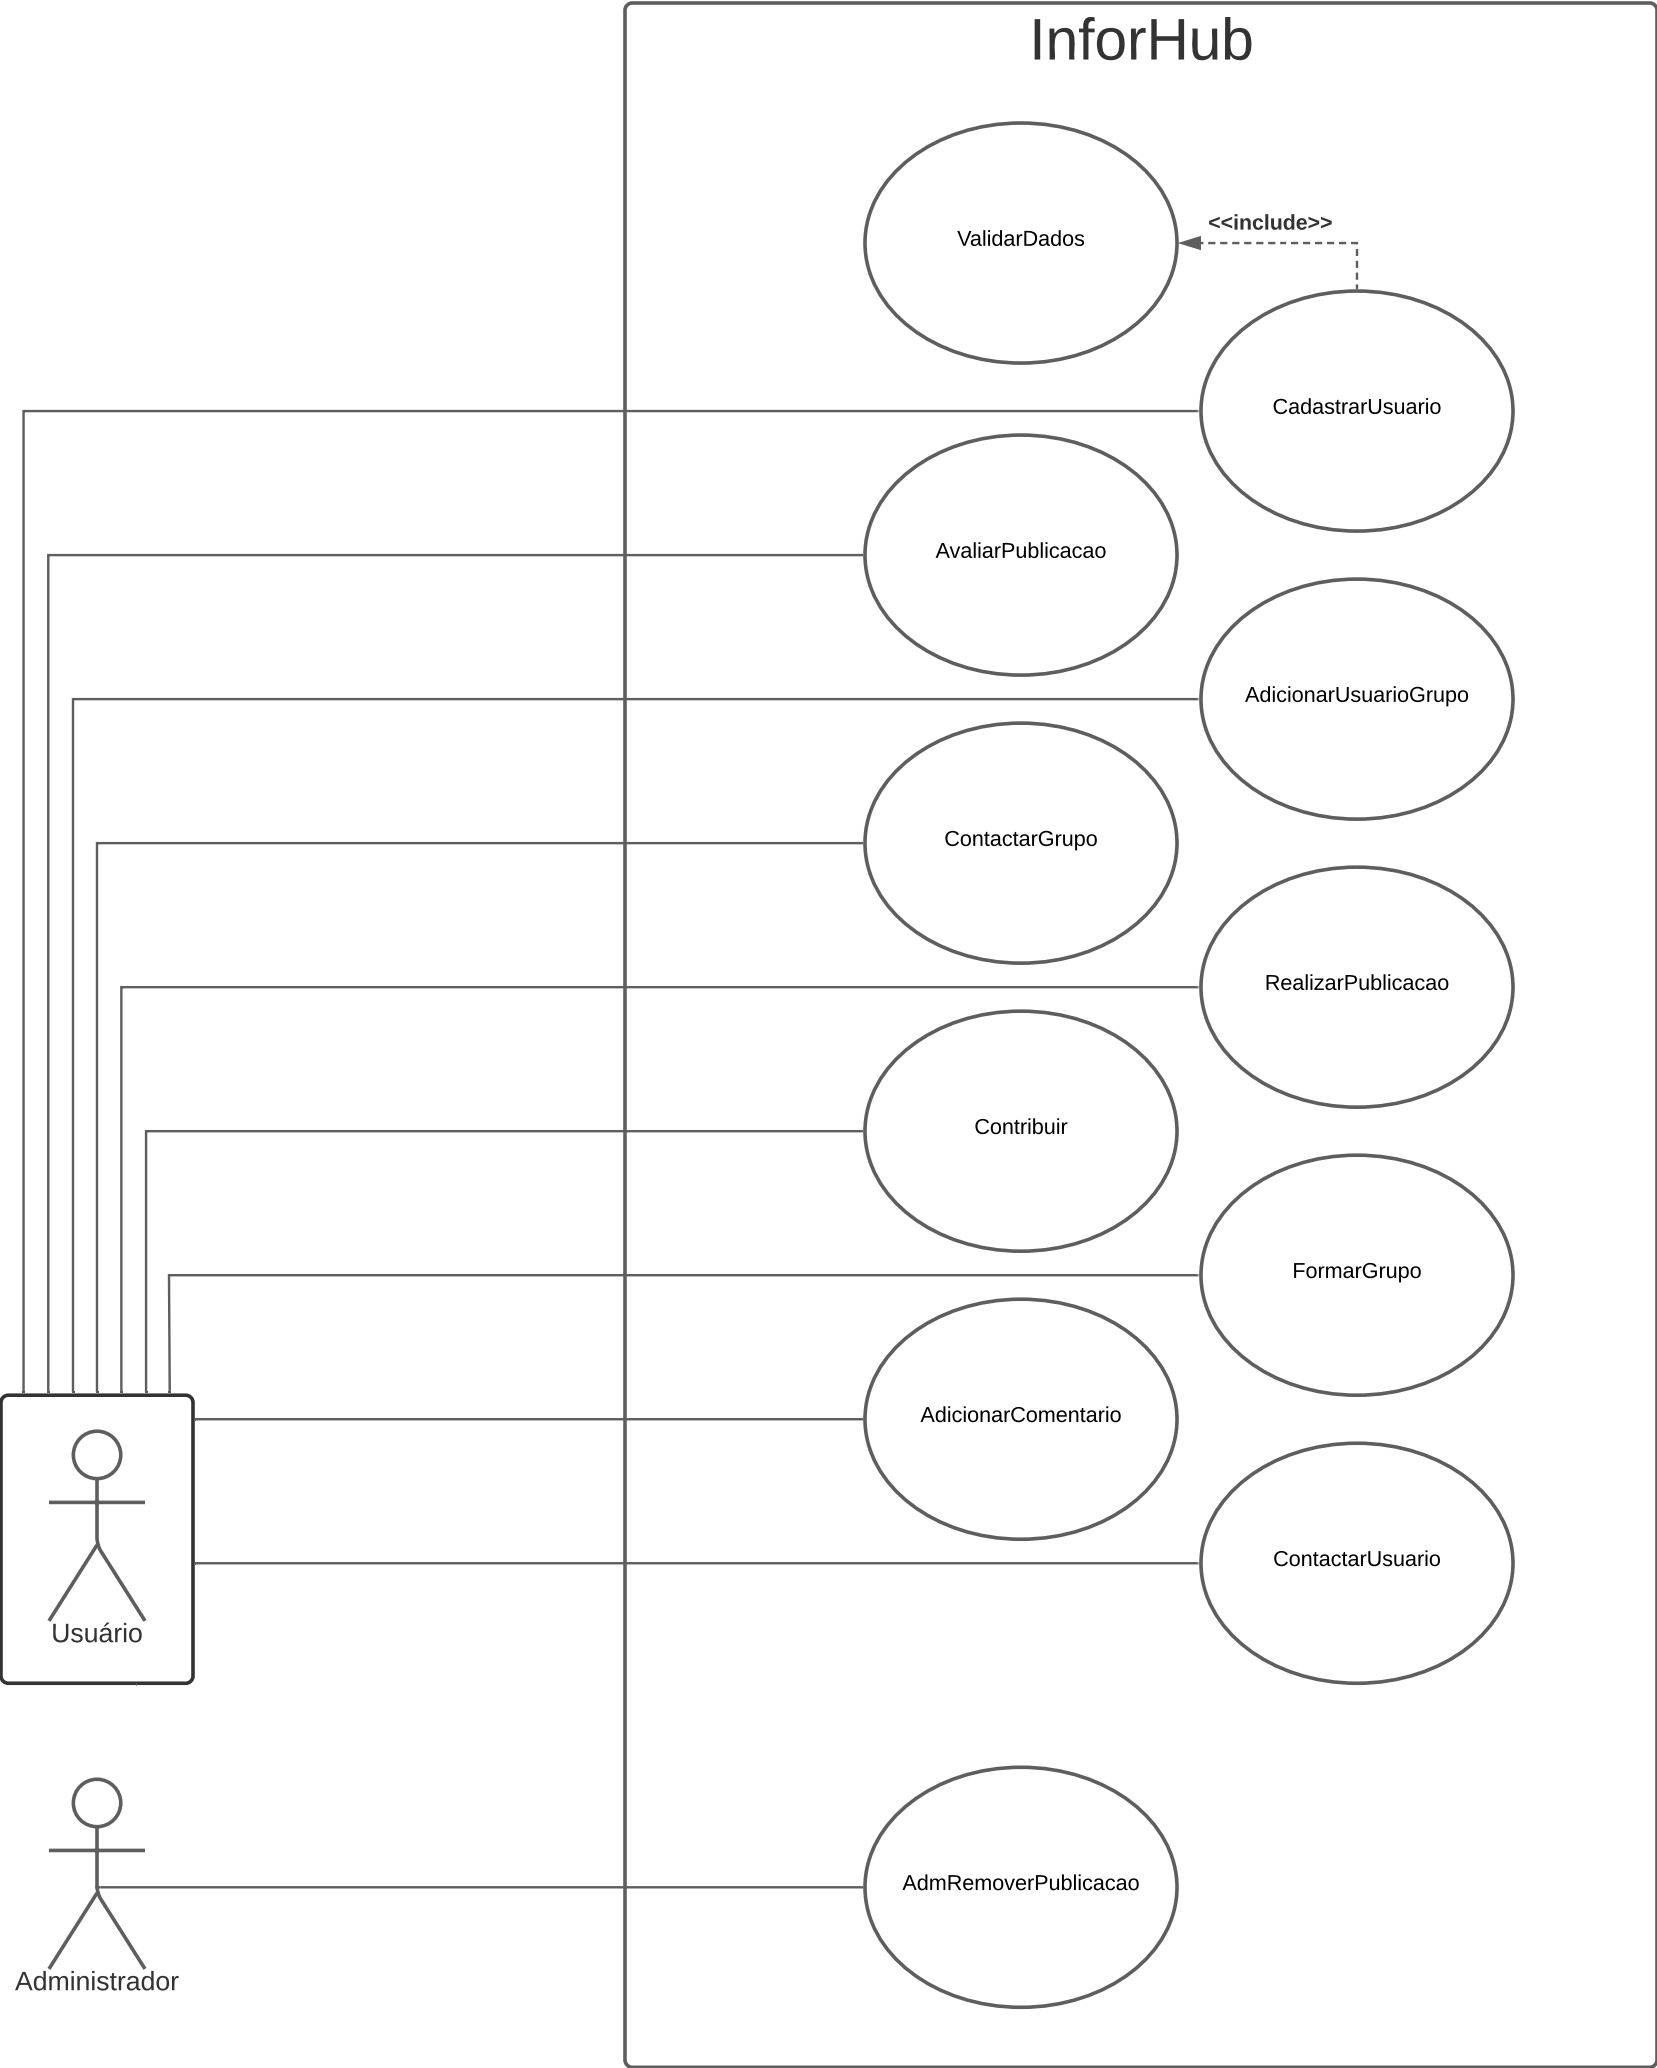 InforHub
ValidarDados
<<include>>
CadastrarUsuario
AvaliarPublicacao
AdicionarUsuarioGrupo
ContactarGrupo
RealizarPublicacao
Contribuir
FormarGrupo
AdicionarComentario
ContactarUsuario
Usuário
AdmRemoverPublicacao
Administrador